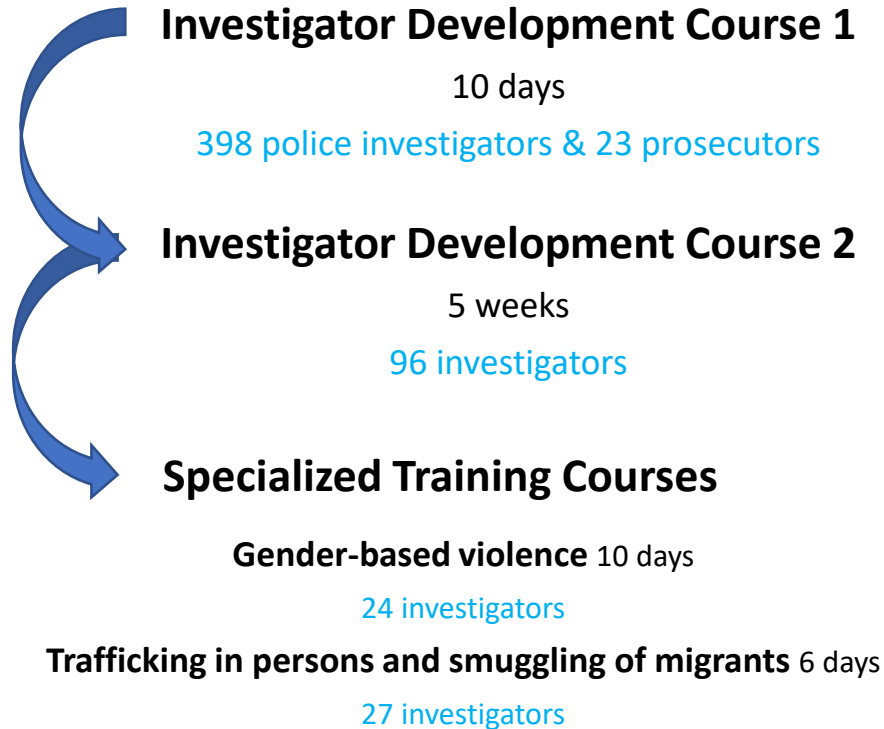 Investigator Development Course 1
10 days
398 police investigators & 23 prosecutors
Investigator Development Course 2
5 weeks
96 investigators
Specialized Training Courses
Gender-based violence 10 days
24 investigators
Trafficking in persons and smuggling of migrants 6 days
27 investigators